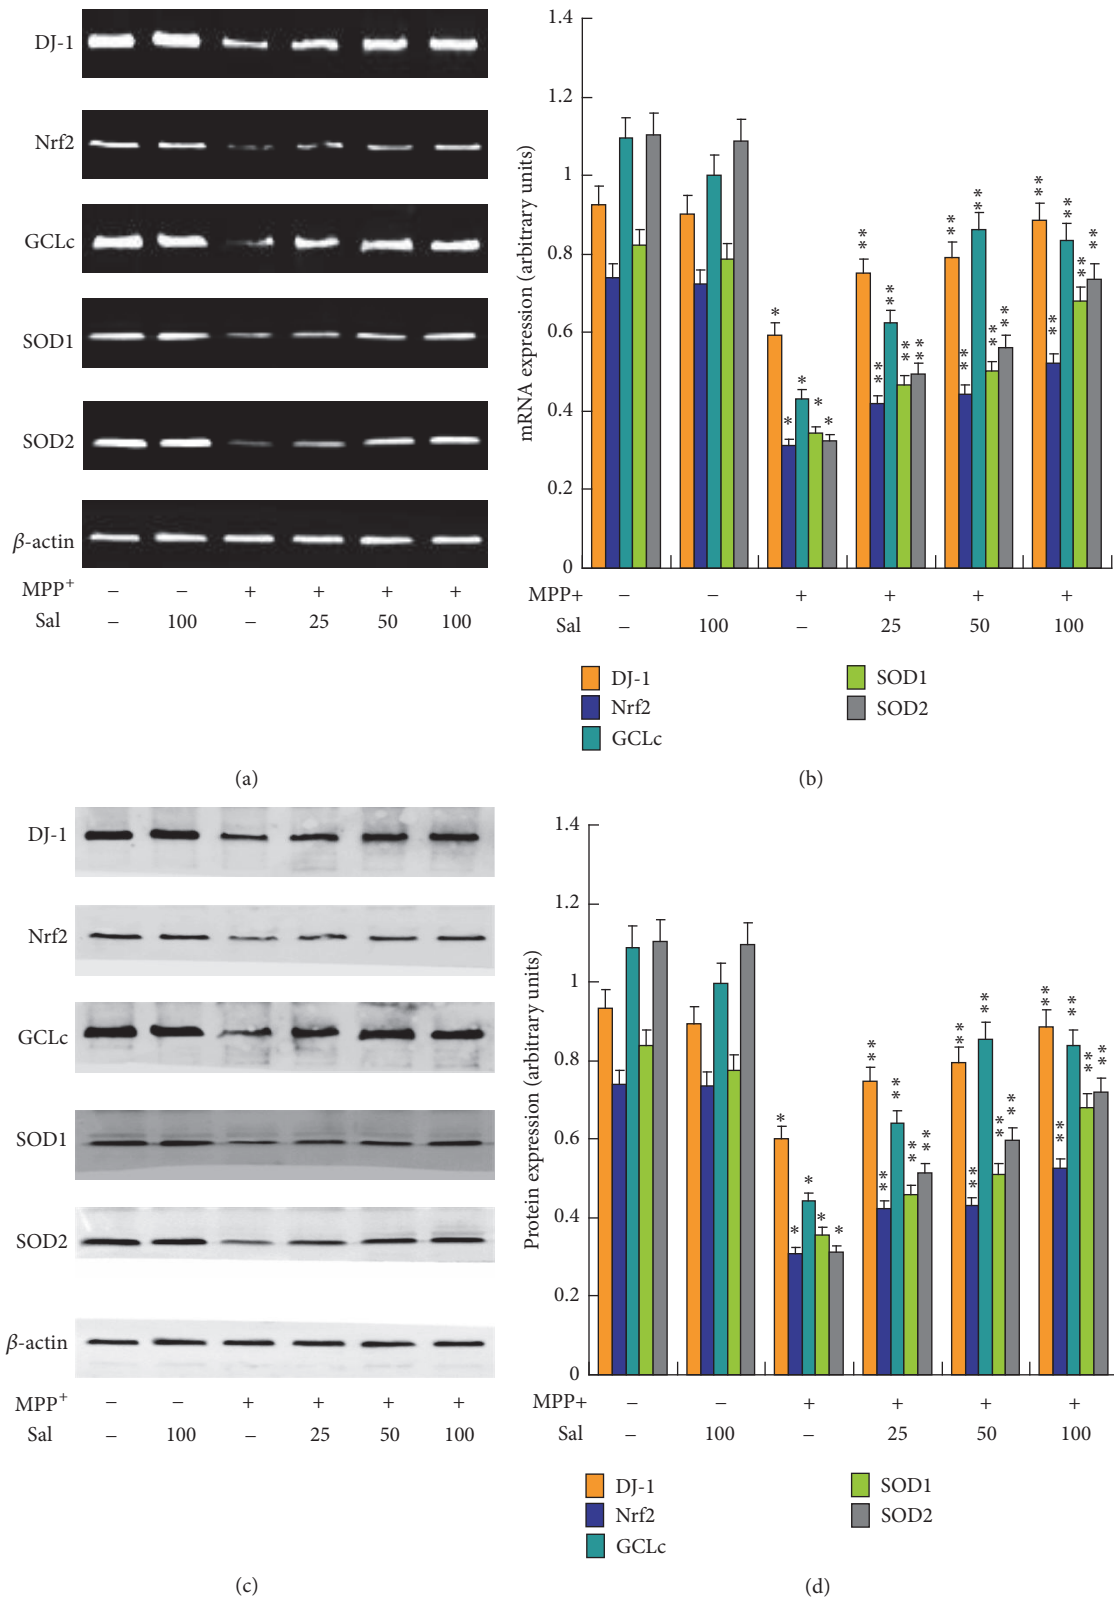 DJ-1
Nrf2
GCLc
SOD1
SOD2
β-actin
MPP+ – – + + + +
Sal – 100 – 25 50 100
(a)
mRNA expression (arbitrary units)
1.4
1.2
1
0.8
0.6
0.4
0.2
0
* * * * *
** ** ** ** **
** ** ** ** **
** ** ** ** **
MPP+ – – + + + +
Sal – 100 – 25 50 100
DJ-1 SOD1
Nrf2 SOD2
GCLc
(b)
DJ-1
Nrf2
GCLc
SOD1
SOD2
β-actin
MPP+ – – + + + +
Sal – 100 – 25 50 100
(c)
Protein expression (arbitrary units)
1.4
1.2
1
0.8
0.6
0.4
0.2
0
* * * * *
** ** ** ** **
** ** ** ** **
** ** ** ** **
MPP+ – – + + + +
Sal – 100 – 25 50 100
DJ-1 SOD1
Nrf2 SOD2
GCLc
(d)